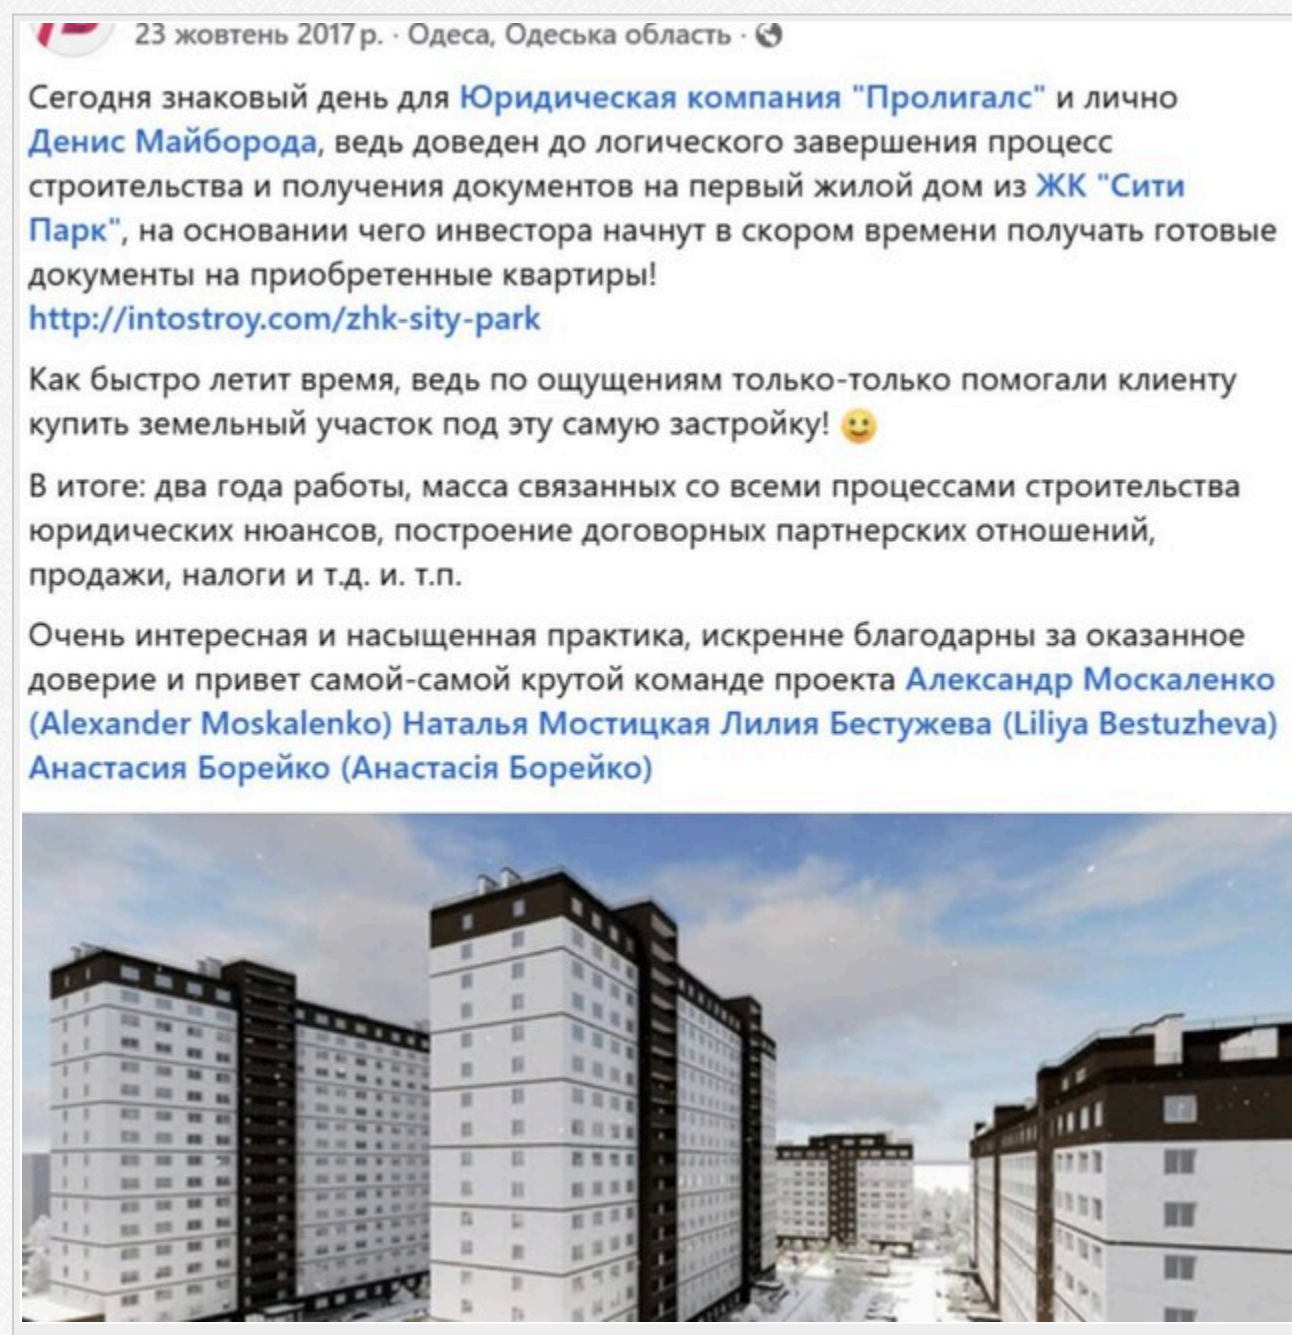 23 жовтень 2017 р. · Одеса, Одеська область ·
Сегодня знаковый день для Юридическая компания "Пролигалс" и лично
Денис Майборода, ведь доведен до логического завершения процесс
строительства и получения документов на первый жилой дом из ЖК "Сити
Парк", на основании чего инвестора начнут в скором времени получать готовые
документы на приобретенные квартиры!
http://intostroy.com/zhk-sity-park
Как быстро летит время, ведь по ощущениям только-только помогали клиенту
купить земельный участок под эту самую застройку! 🙂
В итоге: два года работы, масса связанных со всеми процессами строительства
юридических нюансов, построение договорных партнерских отношений,
продажи, налоги и т.д. и. т.п.
Очень интересная и насыщенная практика, искренне благодарны за оказанное
доверие и привет самой-самой крутой команде проекта Александр Москаленко
(Alexander Moskalenko) Наталья Мостицкая Лилия Бестужева (Liliya Bestuzheva)
Анастасия Борейко (Анастасія Борейко)